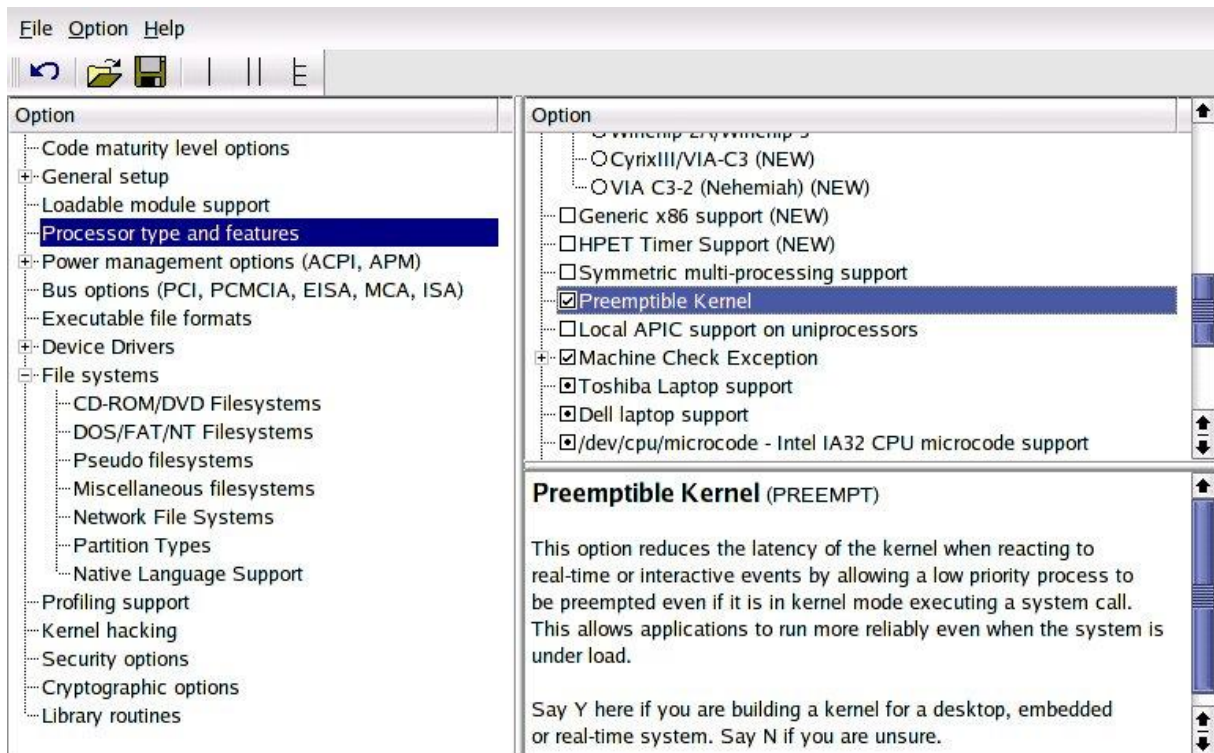 File Option Help
Option
Code maturity level options
General setup
Loadable module support
Processor type and features
Power management options (ACPI, APM)
Bus options (PCI, PCMCIA, EISA, MCA, ISA)
Executable file formats
Device Drivers
File systems
CD-ROM/DVD Filesystems
DOS/FAT/NT Filesystems
Pseudo filesystems
Miscellaneous filesystems
Network File Systems
Partition Types
Native Language Support
Profiling support
Kernel hacking
Security options
Cryptographic options
Library routines
Option
CyrixIII/VIA-C3 (NEW)
VIA C3-2 (Nehemiah) (NEW)
Generic x86 support (NEW)
HPET Timer Support (NEW)
Symmetric multi-processing support
Preemptible Kernel
Local APIC support on uniprocessors
Machine Check Exception
Toshiba Laptop support
Dell laptop support
/dev/cpu/microcode - Intel IA32 CPU microcode support
Preemptible Kernel (PREEMPT)
This option reduces the latency of the kernel when reacting to
real-time or interactive events by allowing a low priority process to
be preempted even if it is in kernel mode executing a system call.
This allows applications to run more reliably even when the system is
under load.
Say Y here if you are building a kernel for a desktop, embedded
or real-time system. Say N if you are unsure.